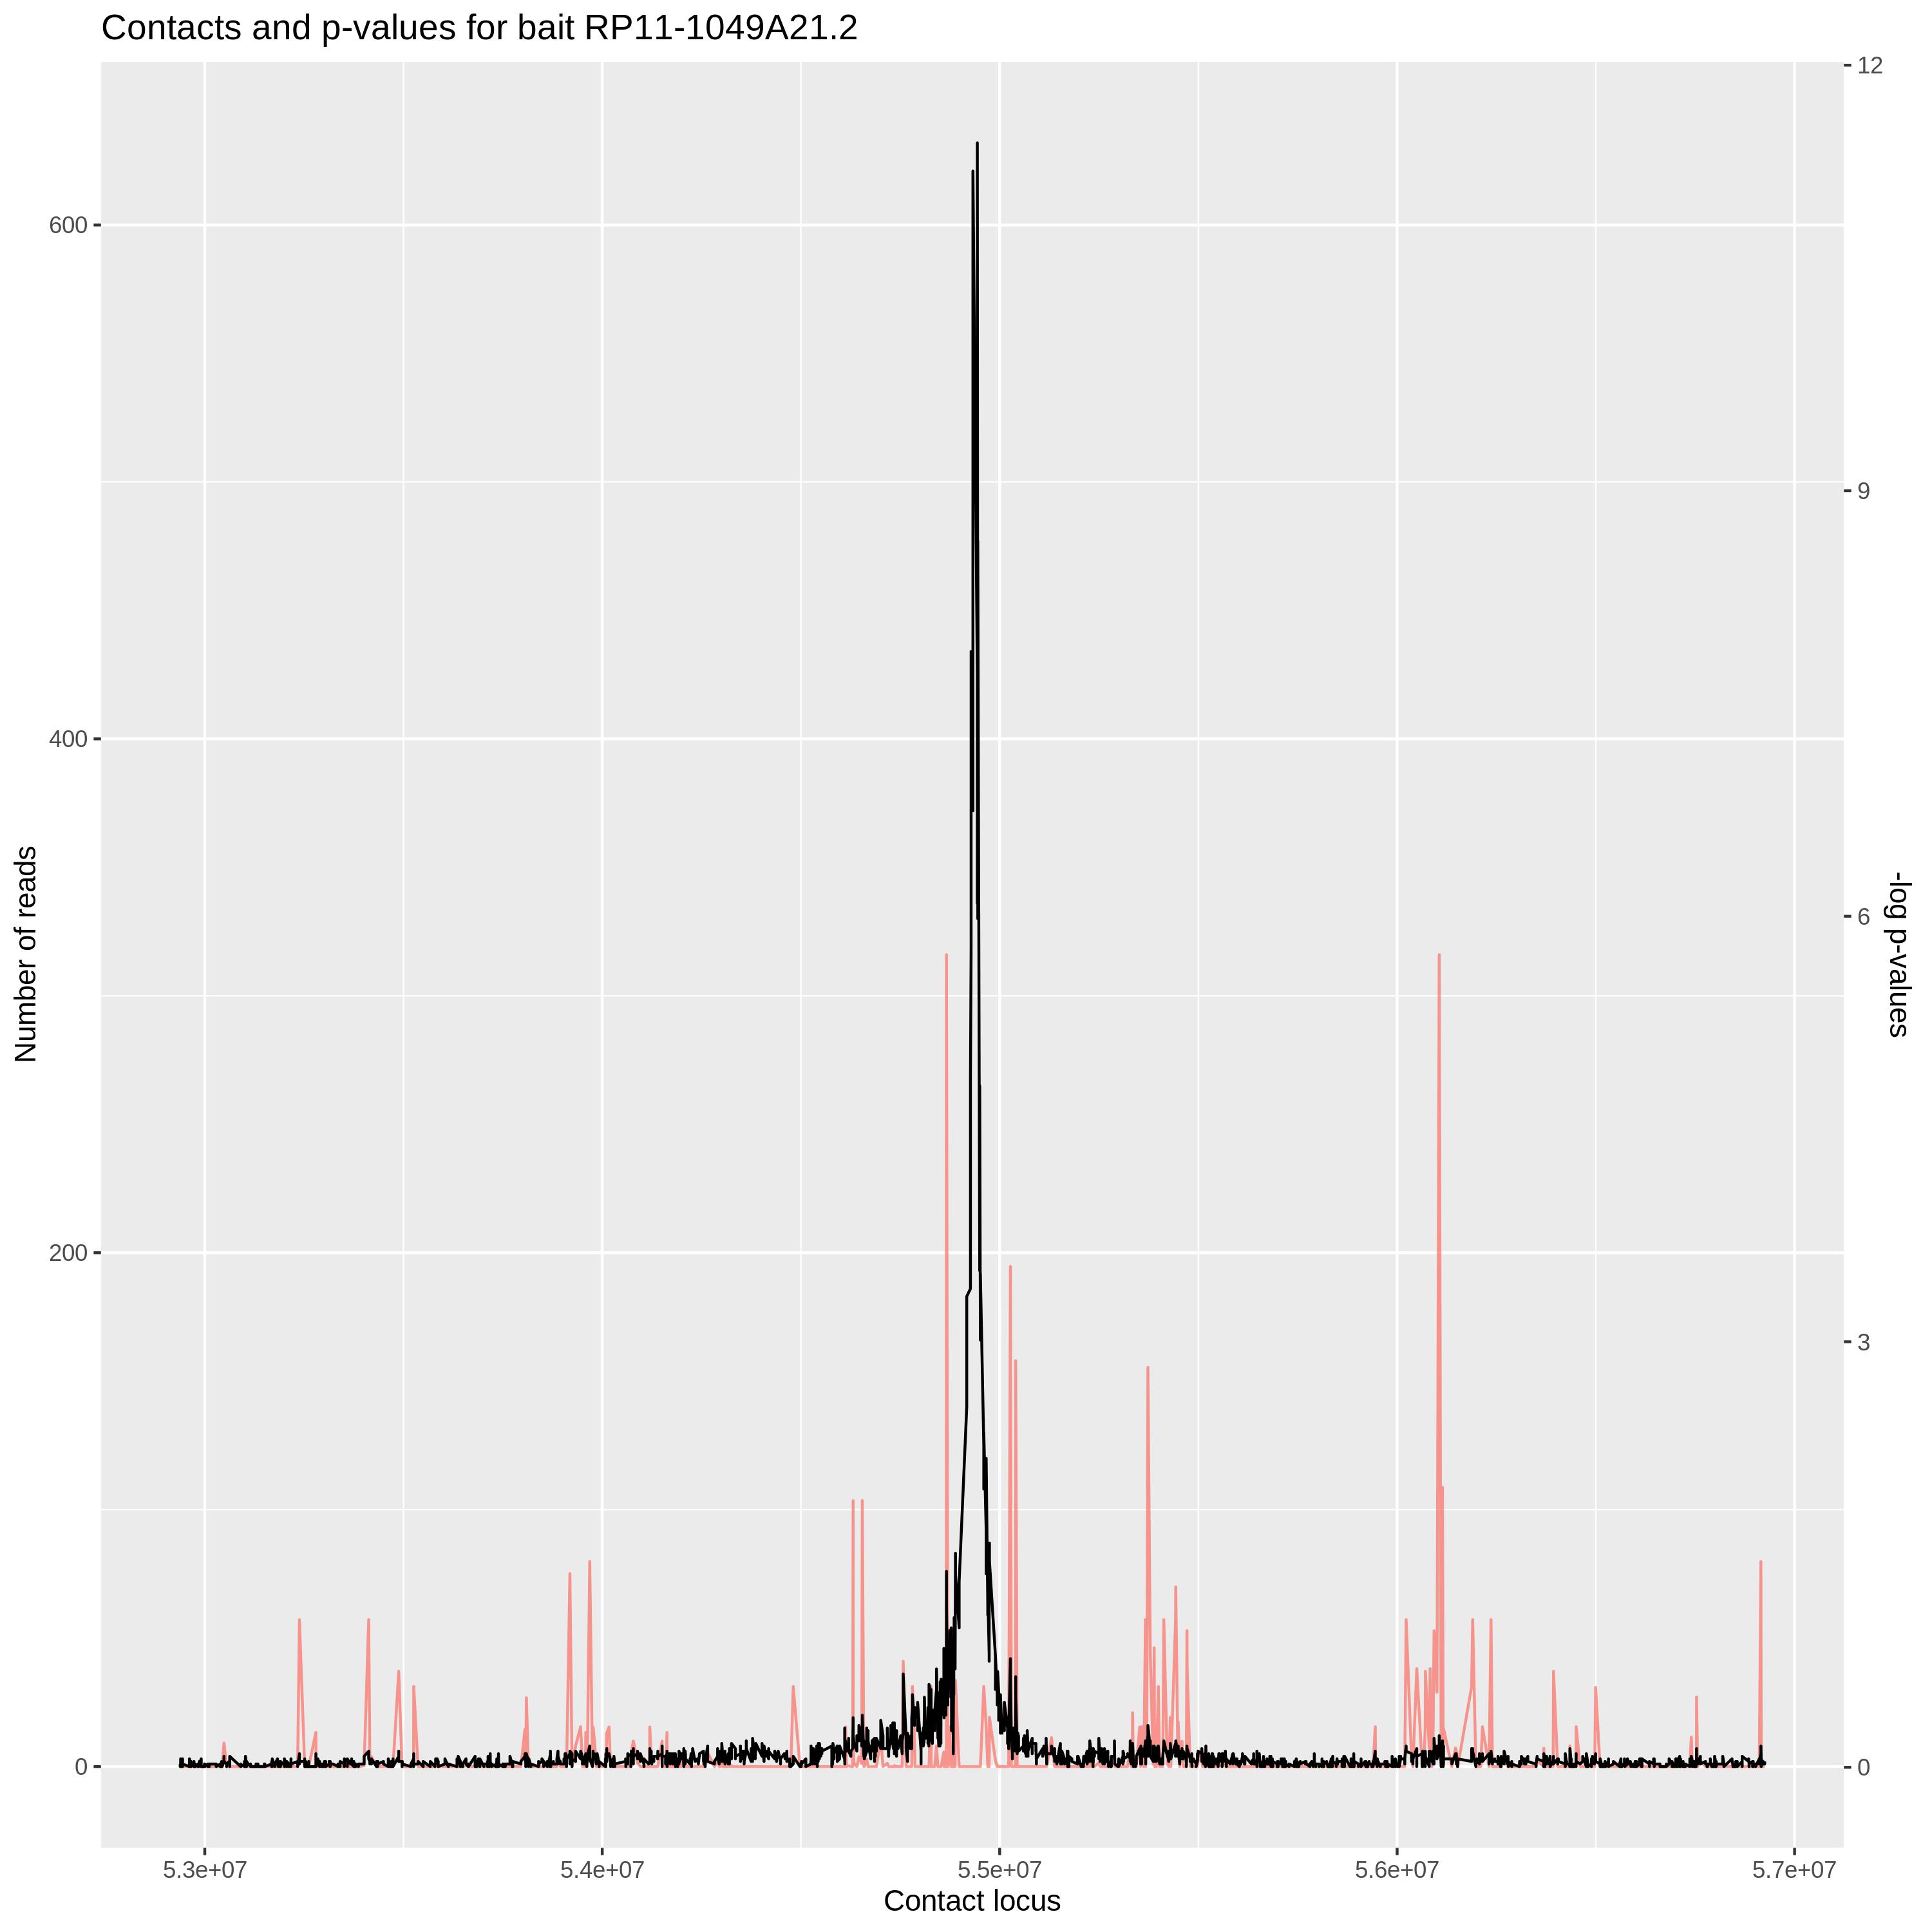 Contacts and p-values for bait RP11-1049A21.2
12
600
9
400
6
Number of reads
-log p-values
200
3
0
0
5.3e+07
5.4e+07
5.5e+07
5.6e+07
5.7e+07
Contact locus